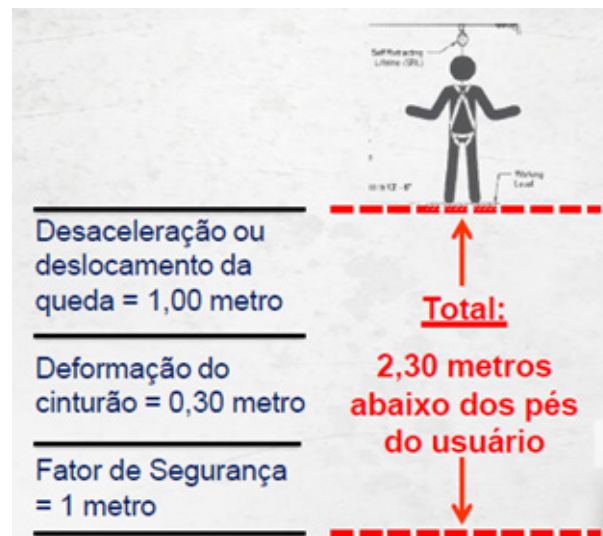 Self Retracting
Lifeline (SRL)
Working
Level
Desaceleração ou
deslocamento da
queda = 1,00 metro
Total:
Deformação do
cinturão = 0,30 metro
2,30 metros
abaixo dos pés
do usuário
Fator de Segurança
= 1 metro